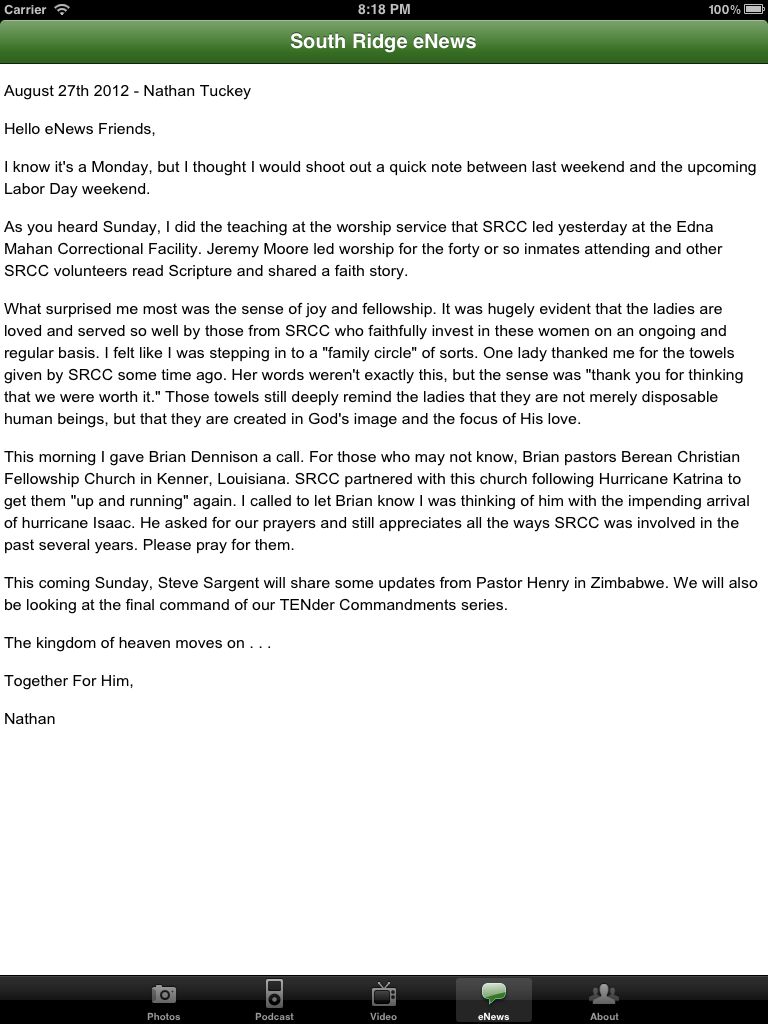 Carrier 8:18 PM 100%
South Ridge eNews
August 27th 2012 - Nathan Tuckey
Hello eNews Friends,
I know it's a Monday, but I thought I would shoot out a quick note between last weekend and the upcoming
Labor Day weekend.
As you heard Sunday, I did the teaching at the worship service that SRCC led yesterday at the Edna
Mahan Correctional Facility. Jeremy Moore led worship for the forty or so inmates attending and other
SRCC volunteers read Scripture and shared a faith story.
What surprised me most was the sense of joy and fellowship. It was hugely evident that the ladies are
loved and served so well by those from SRCC who faithfully invest in these women on an ongoing and
regular basis. I felt like I was stepping in to a "family circle" of sorts. One lady thanked me for the towels
given by SRCC some time ago. Her words weren't exactly this, but the sense was "thank you for thinking
that we were worth it." Those towels still deeply remind the ladies that they are not merely disposable
human beings, but that they are created in God's image and the focus of His love.
This morning I gave Brian Dennison a call. For those who may not know, Brian pastors Berean Christian
Fellowship Church in Kenner, Louisiana. SRCC partnered with this church following Hurricane Katrina to
get them "up and running" again. I called to let Brian know I was thinking of him with the impending arrival
of hurricane Isaac. He asked for our prayers and still appreciates all the ways SRCC was involved in the
past several years. Please pray for them.
This coming Sunday, Steve Sargent will share some updates from Pastor Henry in Zimbabwe. We will also
be looking at the final command of our TENder Commandments series.
The kingdom of heaven moves on . . .
Together For Him,
Nathan
Photos Podcast Video eNews About